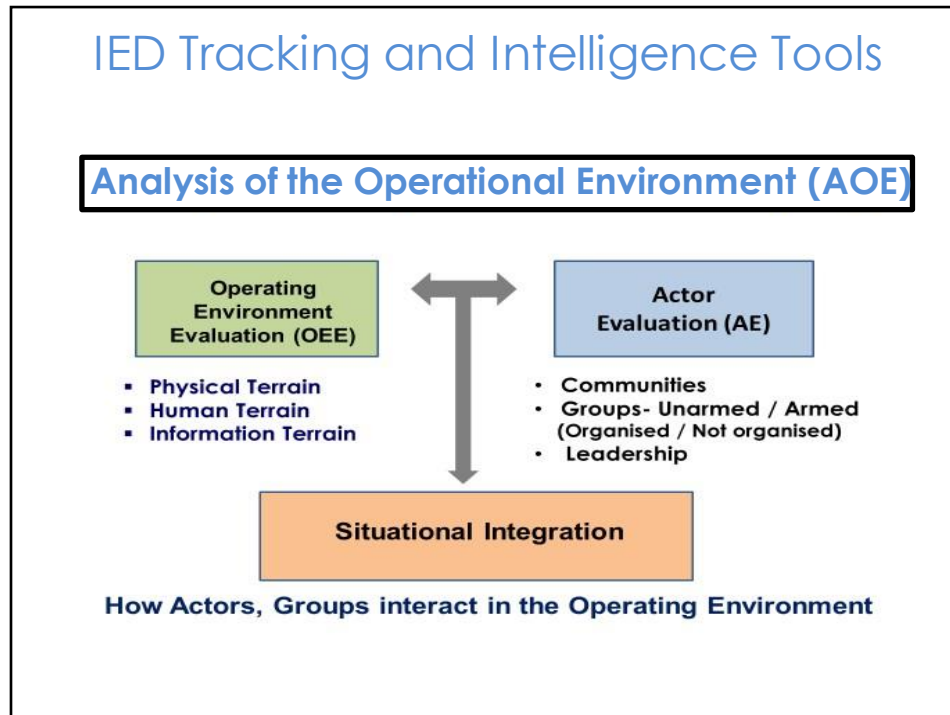 IED Tracking and Intelligence Tools
Analysis of the Operational Environment (AOE)
Operating
Environment
Evaluation (OEE)
▪ Physical Terrain
▪ Human Terrain
▪ Information Terrain
Actor
Evaluation (AE)
• Communities
• Groups- Unarmed / Armed
(Organised / Not organised)
• Leadership
Situational Integration
How Actors, Groups interact in the Operating Environment